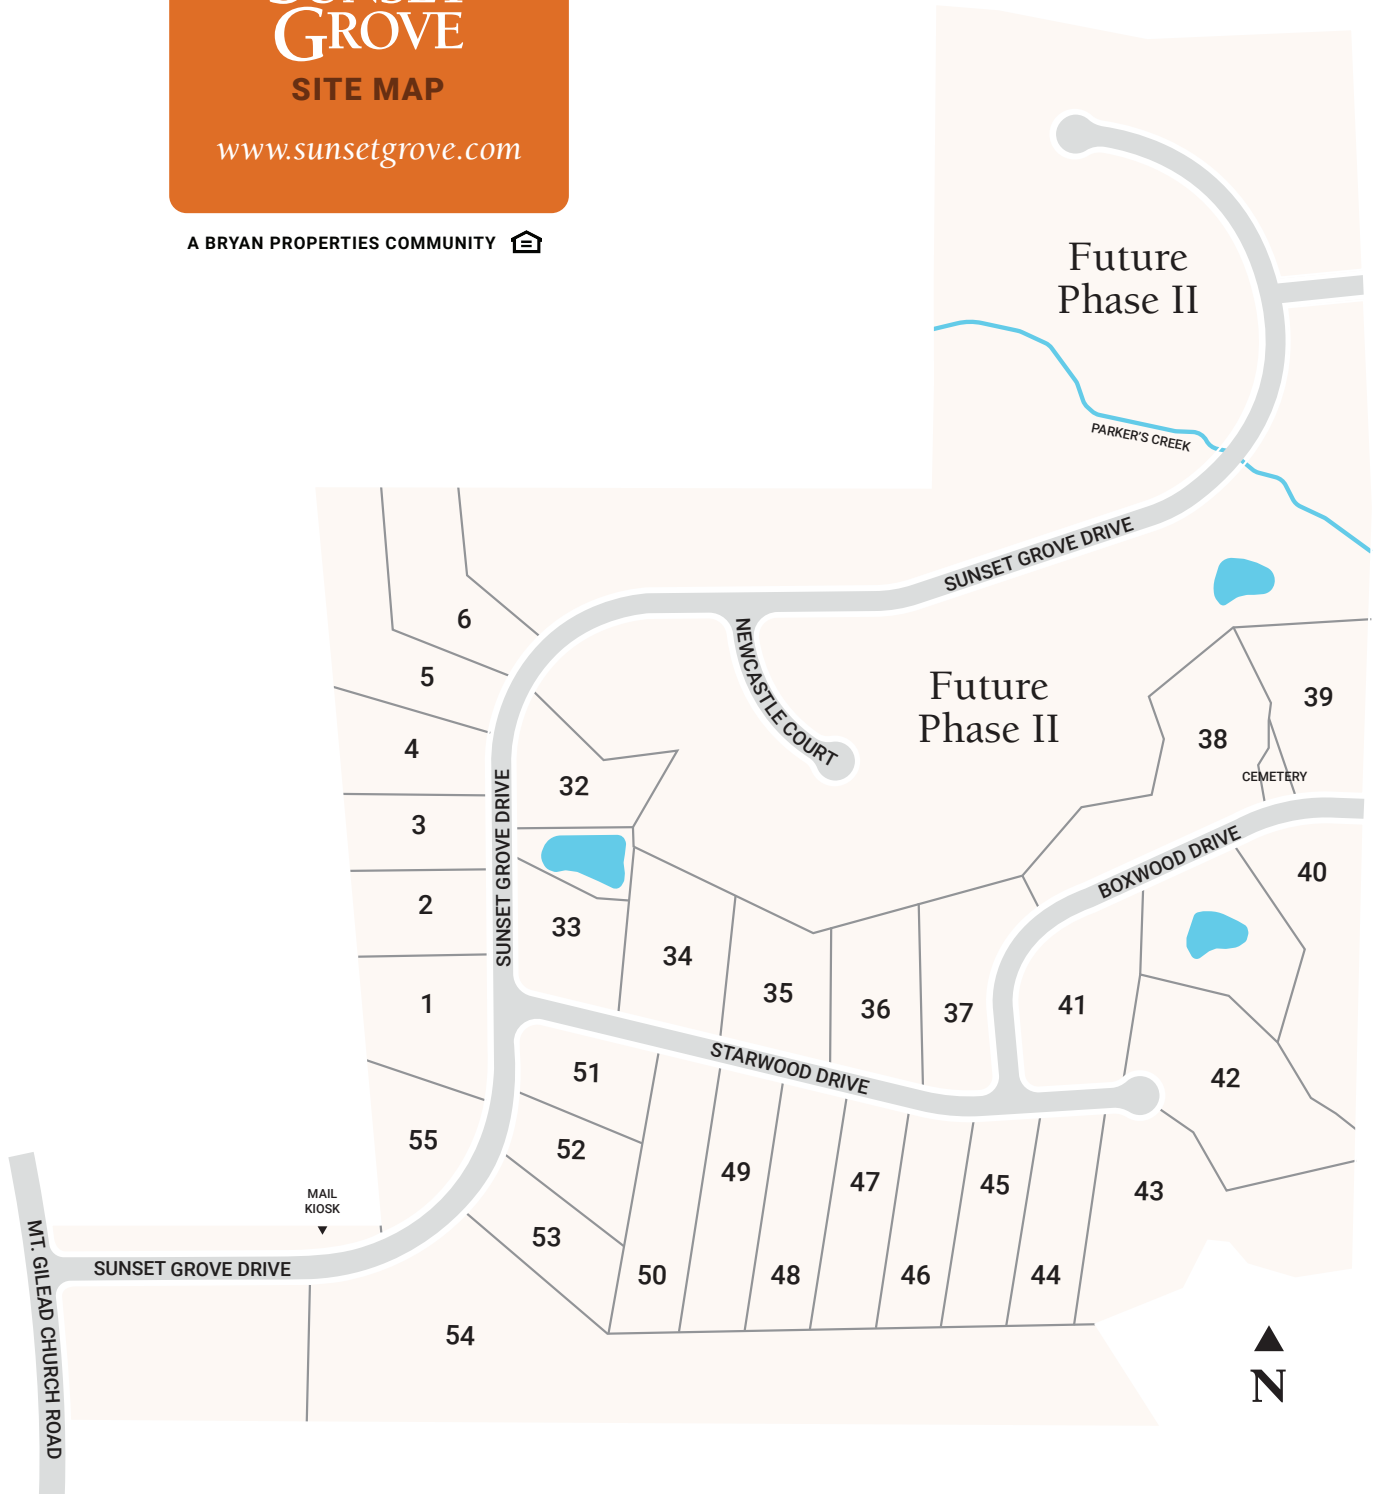 SUNSET
GROVE
SITE MAP
www.sunsetgrove.com
A BRYAN PROPERTIES COMMUNITY
Future
Phase II
PARKER'S CREEK
SUNSET GROVE DRIVE
6
NEWCASTLE COURT
5
Future
Phase II
39
4
38
32
CEMETERY
3
SUNSET GROVE DRIVE
BOXWOOD DRIVE
40
2
33
34
35
1
36
37
41
STARWOOD DRIVE
51
42
55
52
49
47
45
43
MAIL
KIOSK
53
MT. GILEAD CHURCH ROAD
SUNSET GROVE DRIVE
50
48
46
44
54
N